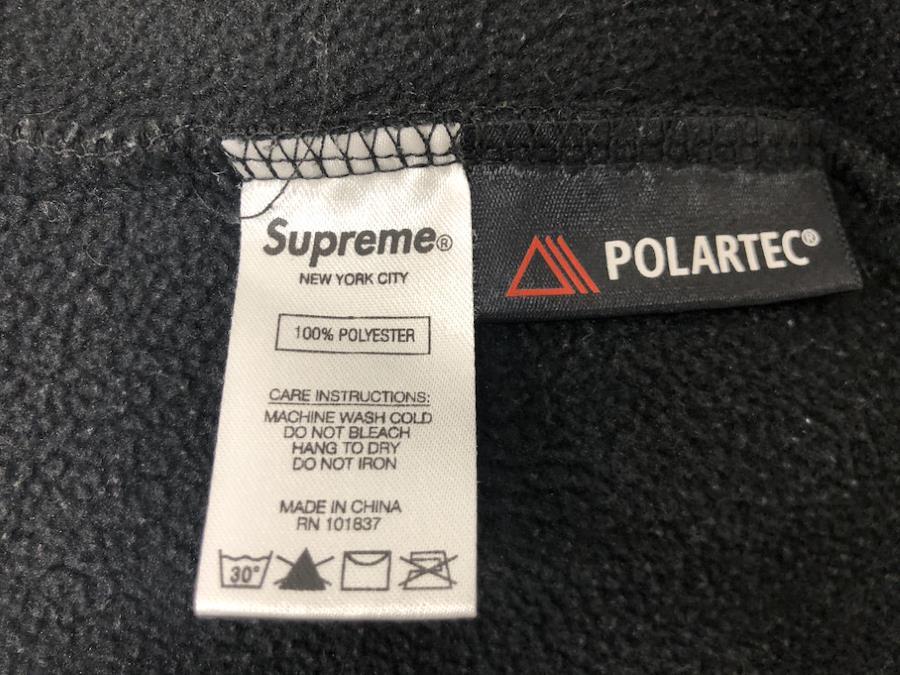 Supreme®
NEW YORK CITY
100% POLYESTER
CARE INSTRUCTIONS:
MACHINE WASH COLD
DO NOT BLEACH
HANG TO DRY
DO NOT IRON
MADE IN CHINA
RN 101837
30°
POLARTEC®